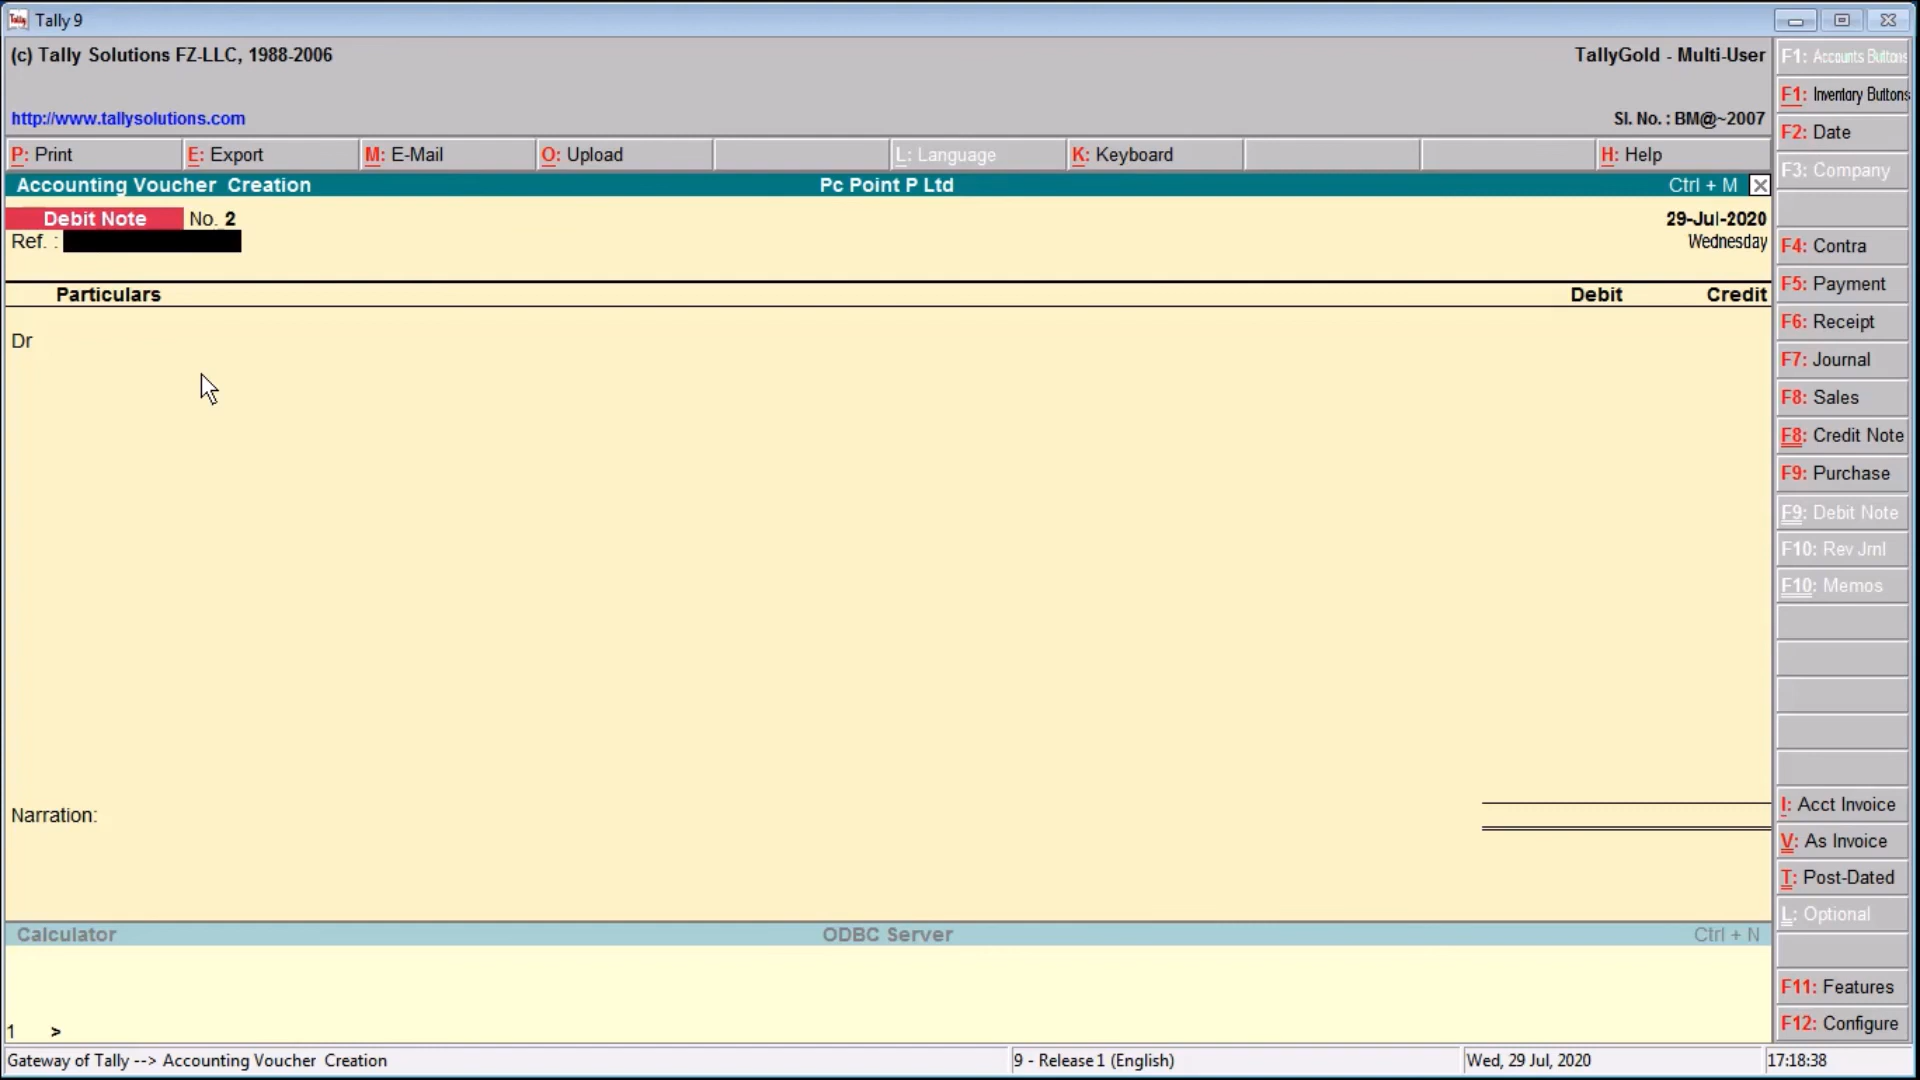 Tally 9
(c) Tally Solutions FZ-LLC, 1988-2006
TallyGold - Multi-User
http://www.tallysolutions.com
Sl. No. : BM@~2007
P: Print
E: Export
M: E-Mail
O: Upload
L: Language
K: Keyboard
H: Help
Accounting Voucher Creation
Pc Point P Ltd
Ctrl + M
Debit Note No. 2
29-Jul-2020
Ref. :
Wednesday
Particulars
Debit
Credit
Dr
Narration:
Calculator
ODBC Server
Ctrl + N
1 >
Gateway of Tally --> Accounting Voucher Creation
9 - Release 1 (English)
Wed, 29 Jul, 2020
17:18:38
F1: Accounts Buttons
F1: Inventory Buttons
F2: Date
F3: Company
F4: Contra
F5: Payment
F6: Receipt
F7: Journal
F8: Sales
F8: Credit Note
F9: Purchase
F9: Debit Note
F10: Rev Jrnl
F10: Memos
I: Acct Invoice
V: As Invoice
T: Post-Dated
L: Optional
F11: Features
F12: Configure